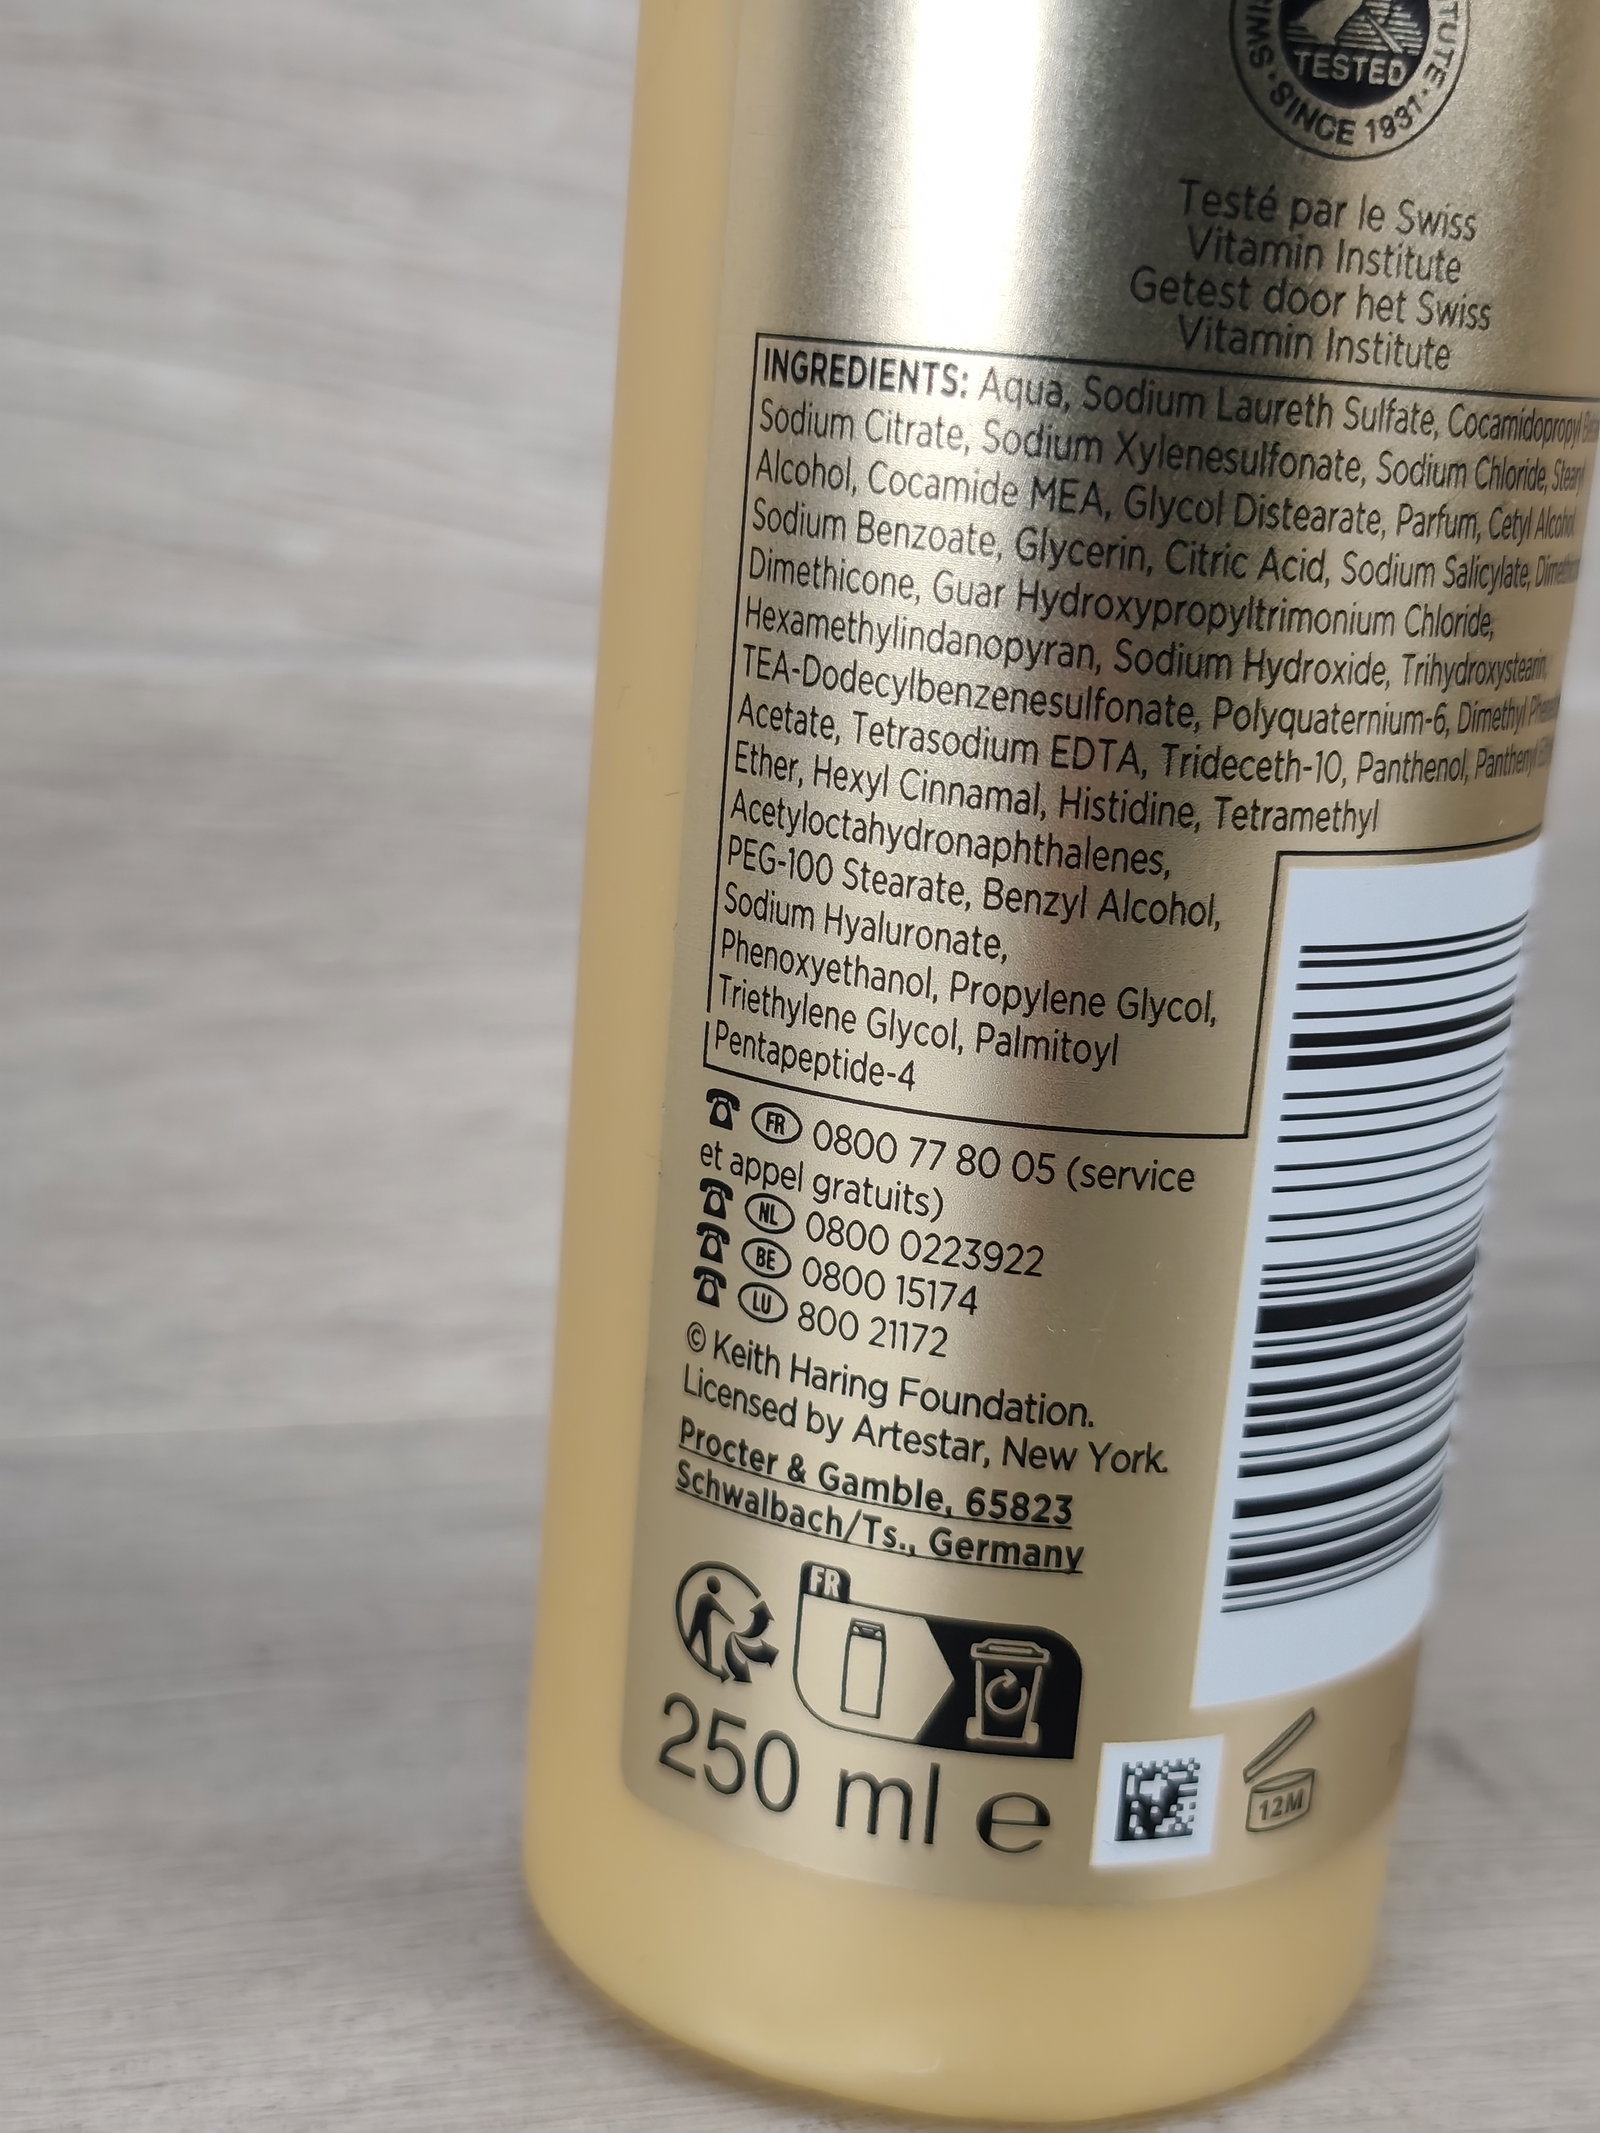 SWISS TUTE
TESTED
· SINCE 1931 ·
Testé par le Swiss
Vitamin Institute
Getest door het Swiss
Vitamin Institute
INGREDIENTS: Aqua, Sodium Laureth Sulfate, Cocamidopropyl
Sodium Citrate, Sodium Xylenesulfonate, Sodium Chloride, Stearyl
Alcohol, Cocamide MEA, Glycol Distearate, Parfum, Cetyl Alcohol,
Sodium Benzoate, Glycerin, Citric Acid, Sodium Salicylate,
Dimethicone, Guar Hydroxypropyltrimonium Chloride,
Hexamethylindanopyran, Sodium Hydroxide, Trihydroxystearin,
TEA-Dodecylbenzenesulfonate, Polyquaternium-6, Dimethyl
Acetate, Tetrasodium EDTA, Trideceth-10, Panthenol, Panthenyl
Ether, Hexyl Cinnamal, Histidine, Tetramethyl
Acetyloctahydronaphthalenes,
PEG-100 Stearate, Benzyl Alcohol,
Sodium Hyaluronate,
Phenoxyethanol, Propylene Glycol,
Triethylene Glycol, Palmitoyl
Pentapeptide-4
FR 0800 77 80 05 (service
et appel gratuits)
NL 0800 0223922
BE 0800 15174
LU 800 21172
© Keith Haring Foundation.
Licensed by Artestar, New York.
Procter & Gamble, 65823
Schwalbach/Ts., Germany
FR
250 ml e
12M